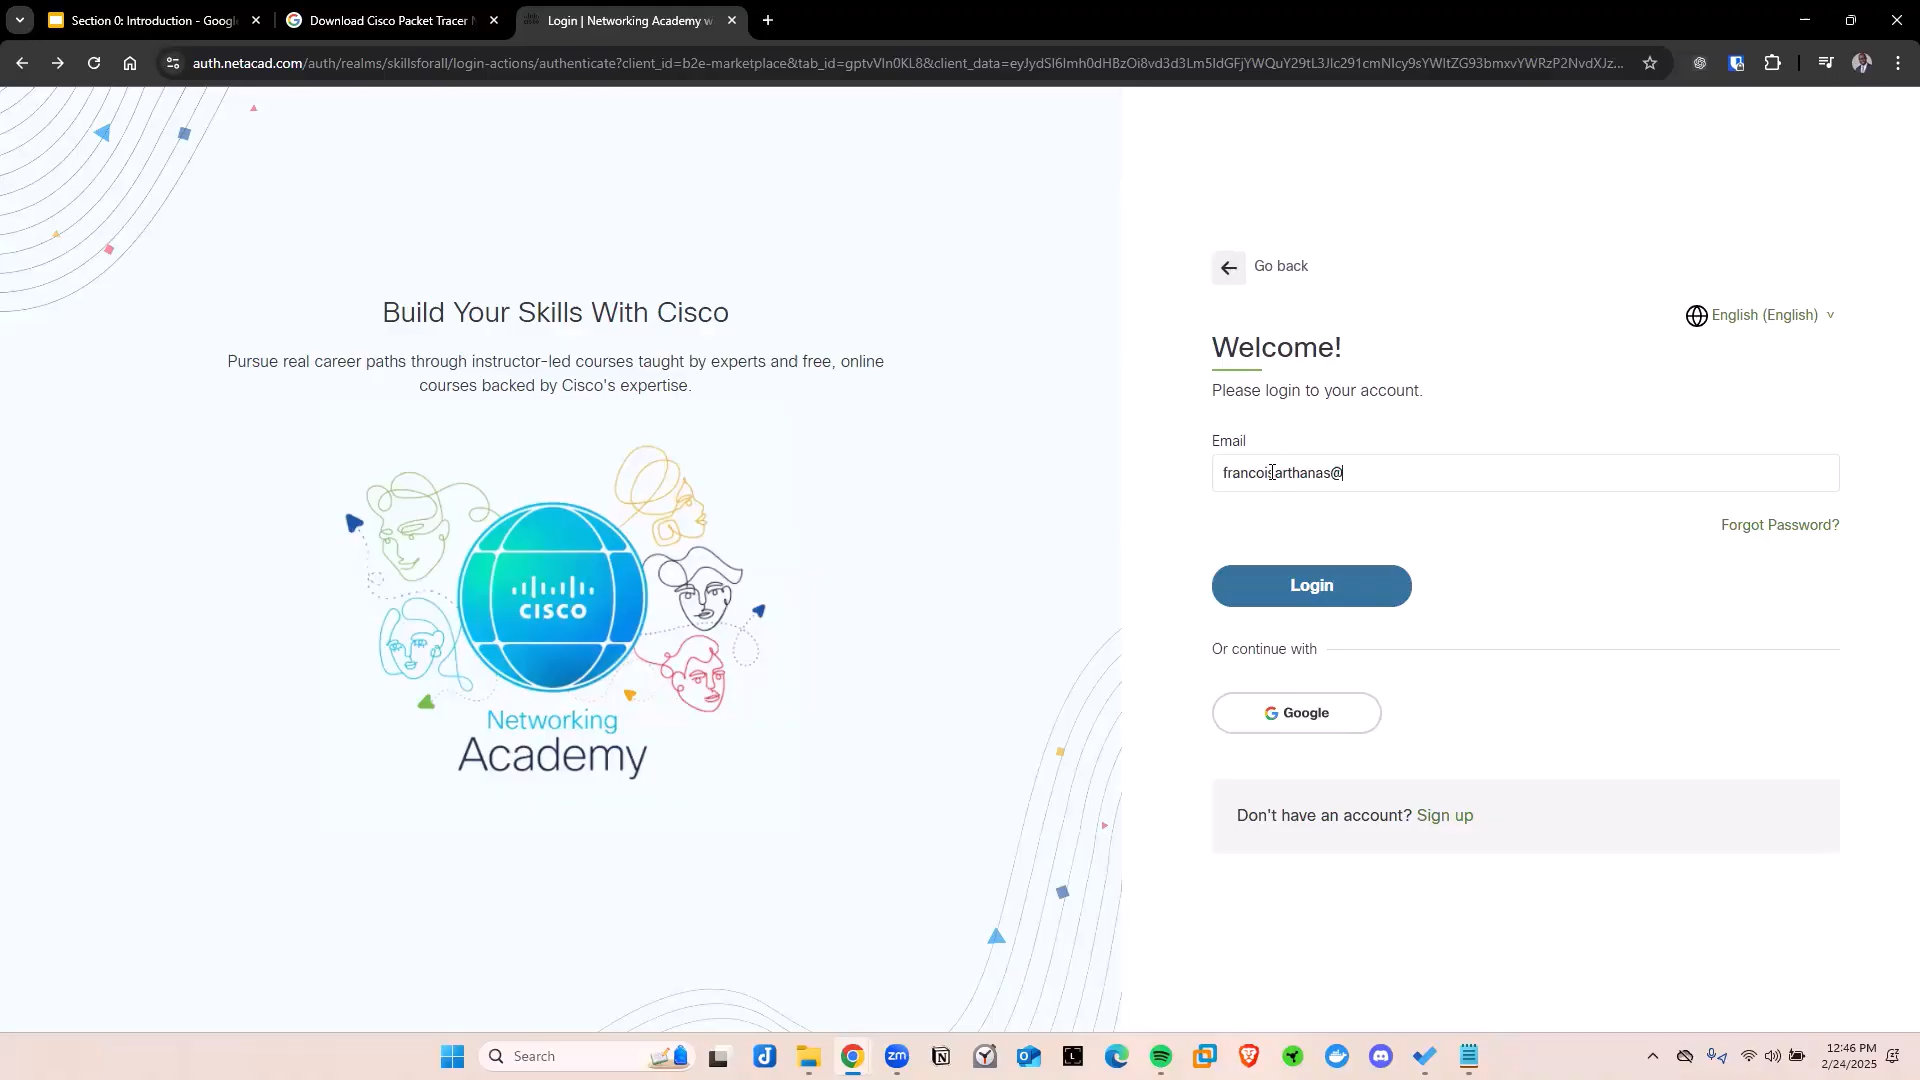 Section 0: Introduction - Google
Download Cisco Packet Tracer
Login | Networking Academy w
auth.netacad.com/auth/realms/skillsforall/login-actions/authenticate?client_id=b2e-marketplace&tab_id=
Go back
English (English)
Build Your Skills With Cisco
Welcome!
Pursue real career paths through instructor-led courses taught by experts and free, online
courses backed by Cisco's expertise.
Please login to your account.
Email
francoisarthanas@
Forgot Password?
Login
CISCO
Or continue with
Google
Networking
Academy
Don't have an account? Sign up
Search
zm
12:46 PM
2/24/2025